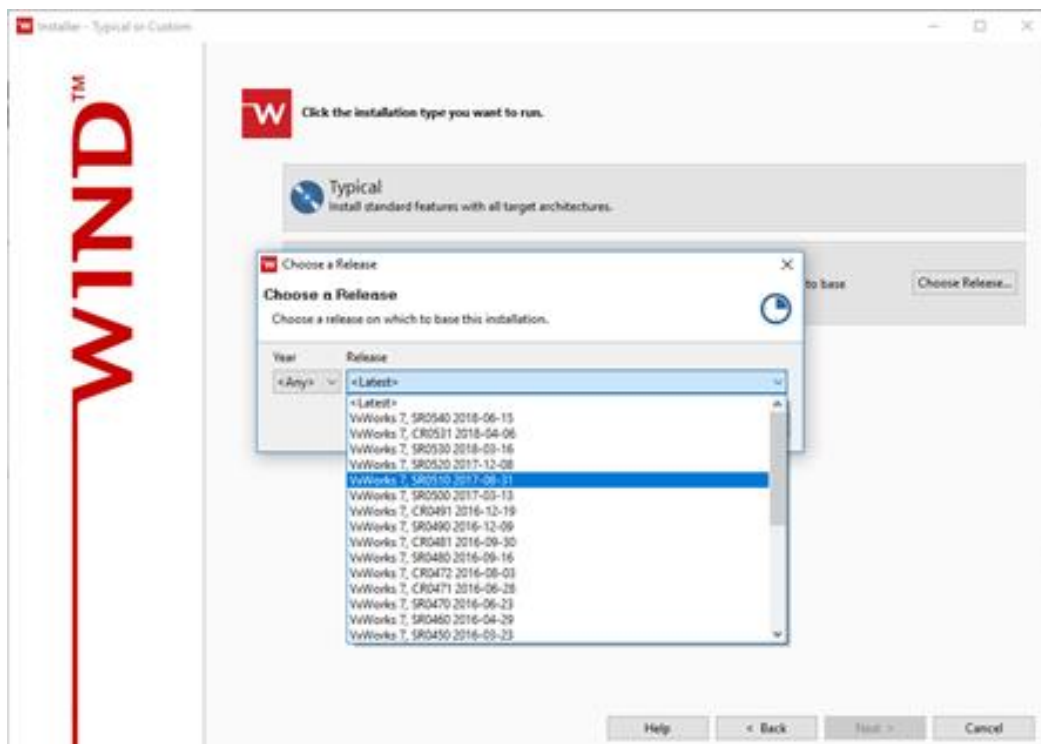 Installer - Typical or Custom
WIND™
W
Click the installation type you want to run.
Typical
Install standard features with all target architectures.
to base
Choose Release...
Choose a Release
Choose a Release
Choose a release on which to base this installation.
Year
Release
<Any>
<Latest>
<Latest>
VxWorks 7, SR0540 2018-06-15
VxWorks 7, CR0531 2018-04-06
VxWorks 7, SR0530 2018-03-16
VxWorks 7, SR0520 2017-12-08
VxWorks 7, SR0510 2017-08-31
VxWorks 7, SR0500 2017-03-13
VxWorks 7, CR0491 2016-12-19
VxWorks 7, SR0490 2016-12-09
VxWorks 7, CR0481 2016-09-30
VxWorks 7, SR0480 2016-09-16
VxWorks 7, CR0472 2016-08-03
VxWorks 7, CR0471 2016-06-28
VxWorks 7, SR0470 2016-06-23
VxWorks 7, SR0460 2016-04-29
VxWorks 7, SR0450 2016-03-23
Help
< Back
Next >
Cancel